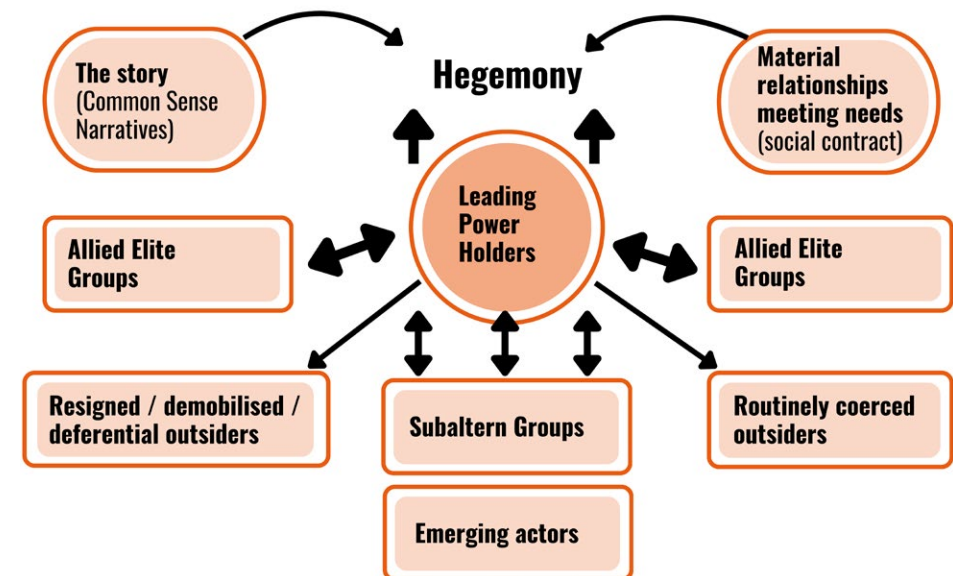 The story
(Common Sense
Narratives)
Hegemony
Material
relationships
meeting needs
(social contract)
Leading
Power
Holders
Allied Elite
Groups
Allied Elite
Groups
Resigned / demobilised /
deferential outsiders
Subaltern Groups
Routinely coerced
outsiders
Emerging actors